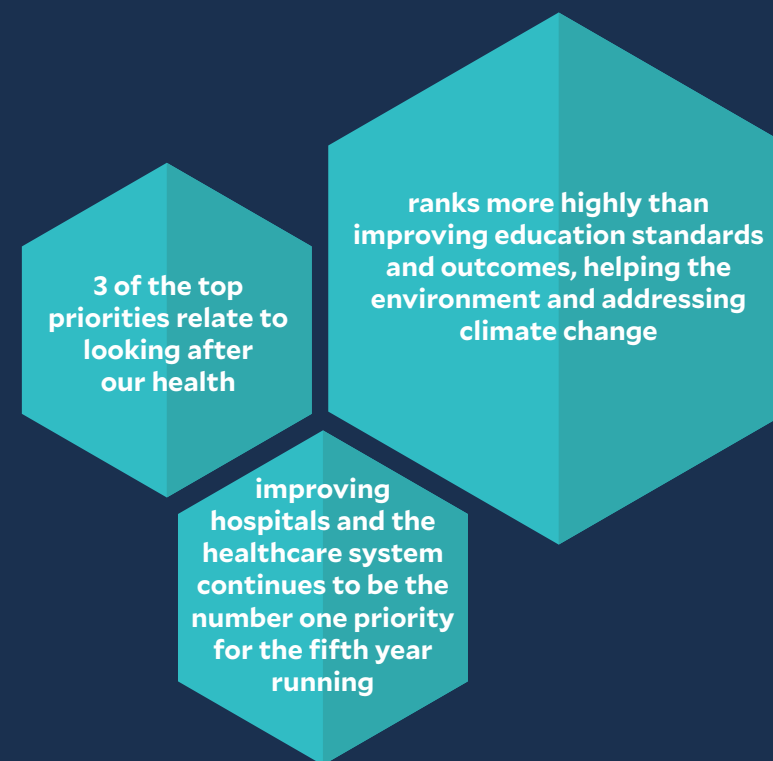 3 of the top
priorities relate to
looking after
our health
ranks more highly than
improving education standards
and outcomes, helping the
environment and addressing
climate change
improving
hospitals and the
healthcare system
continues to be the
number one priority
for the fifth year
running